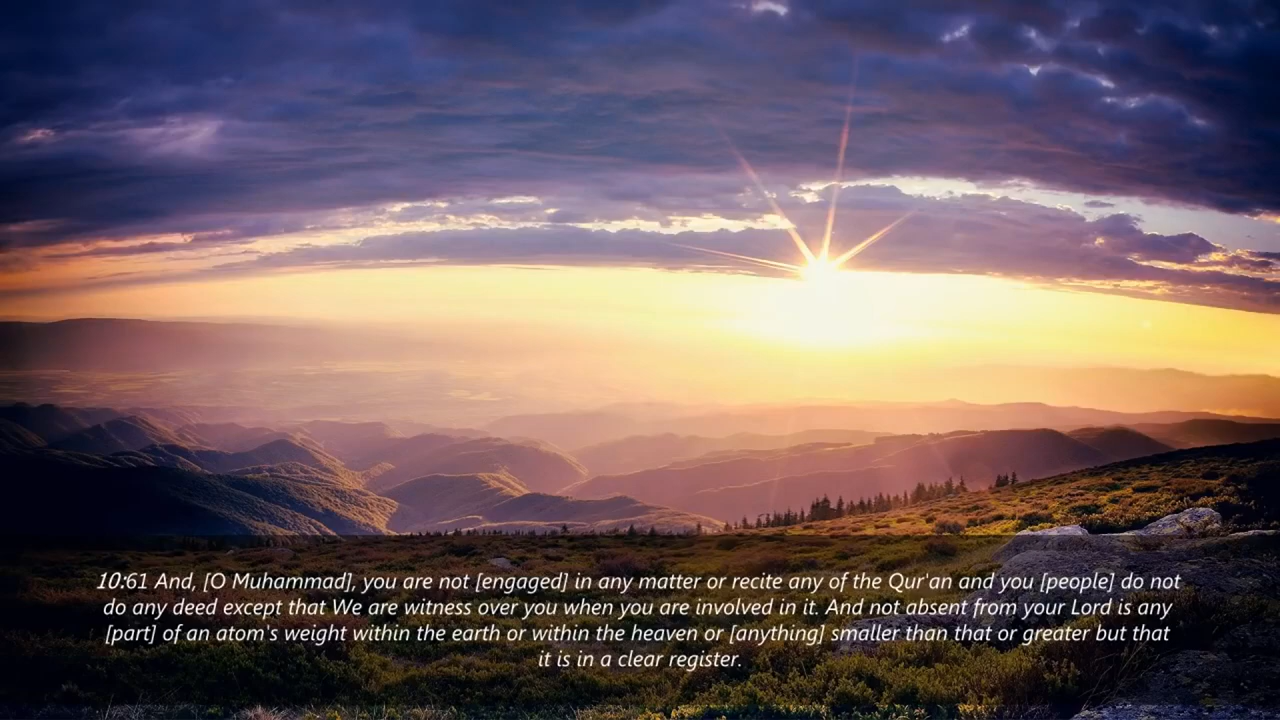 10:61 And, [O Muhammad], you are not [engaged] in any matter or recite any of the Qur'an and you [people] do not
do any deed except that We are witness over you when you are involved in it. And not absent from your Lord is any
[part] of an atom's weight within the earth or within the heaven or [anything] smaller than that or greater but that
it is in a clear register.